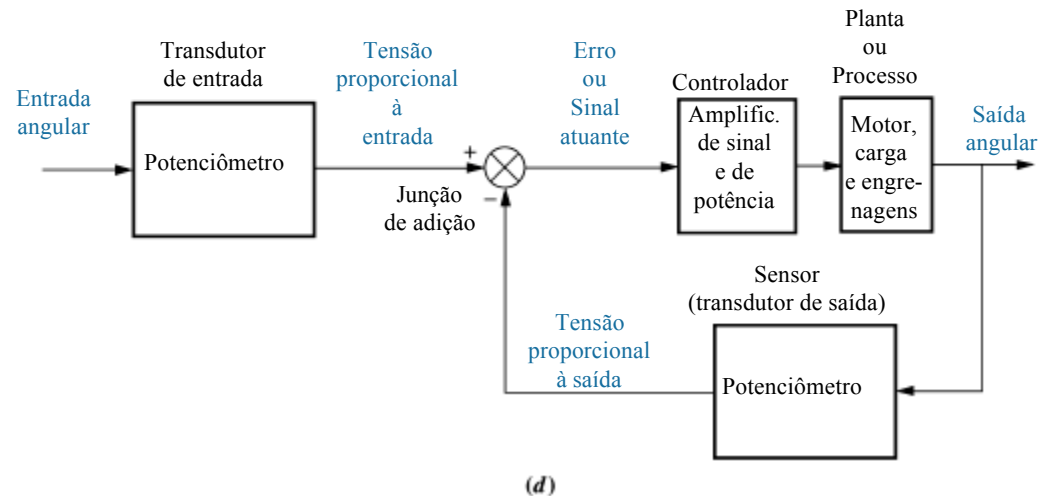 Transdutor
de entrada
Entrada
angular
Potenciômetro
Tensão
proporcional
à
entrada
+
−
Junção
de adição
Erro
ou
Sinal
atuante
Controlador
Amplific.
de sinal
e de
potência
Planta
ou
Processo
Motor,
carga
e engre-
nagens
Saída
angular
Sensor
(transdutor de saída)
Potenciômetro
Tensão
proporcional
à saída
(d)